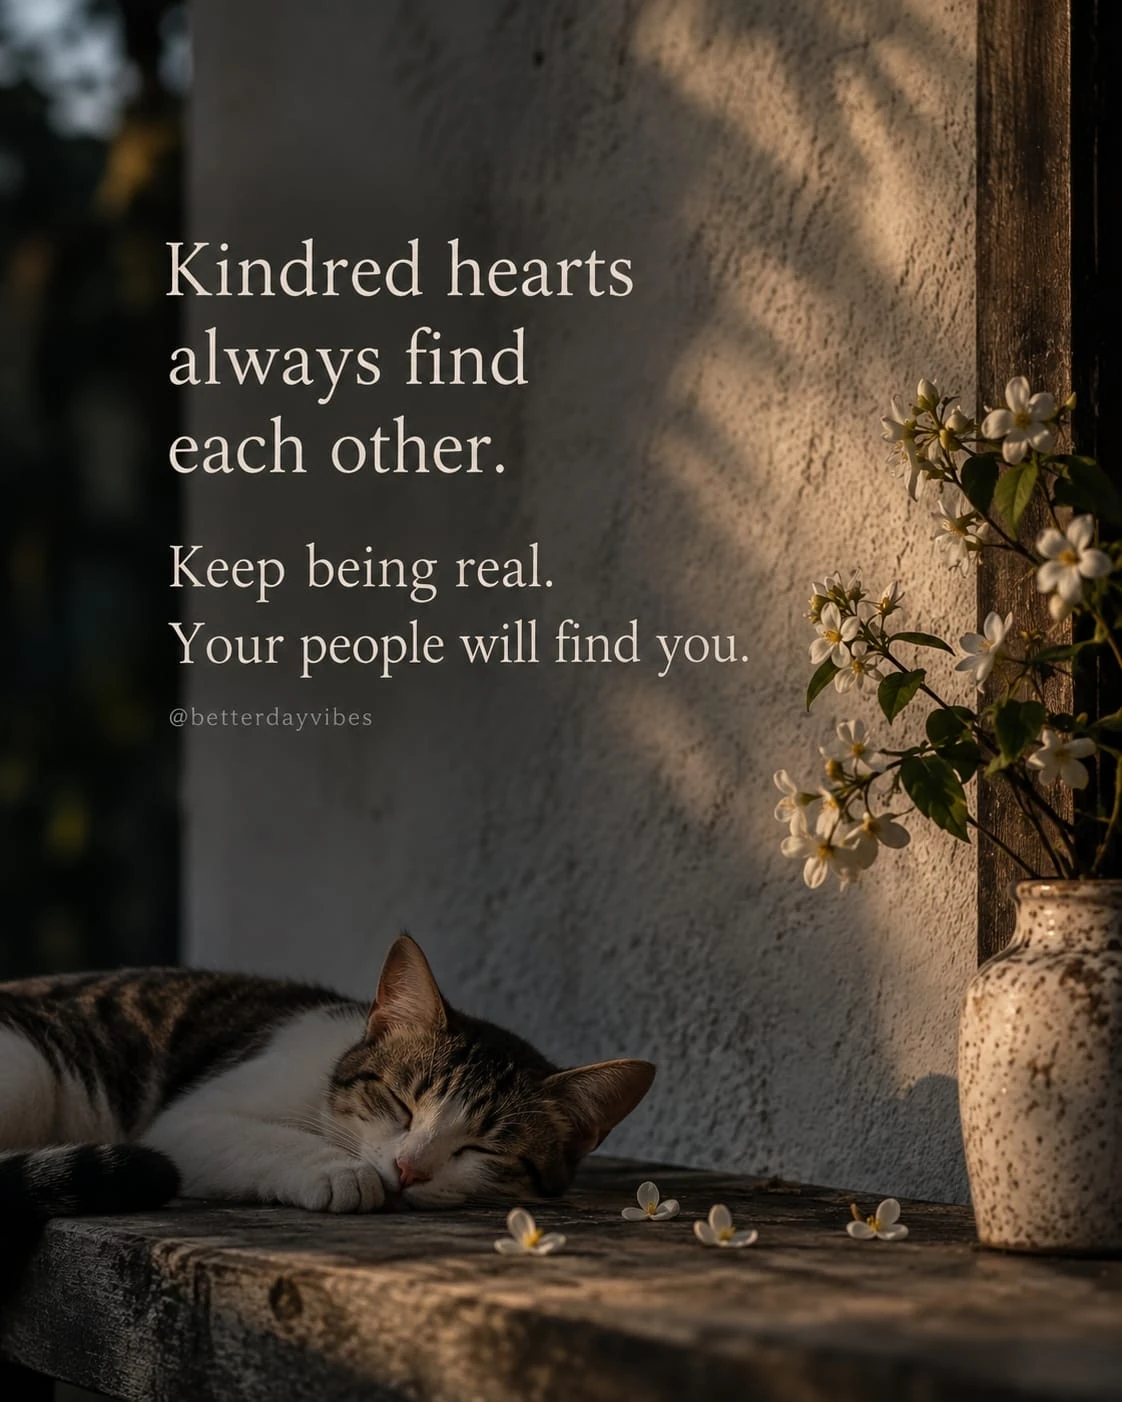 Kindred hearts
always find
each other.
Keep being real.
Your people will find you.
@betterdayvibes